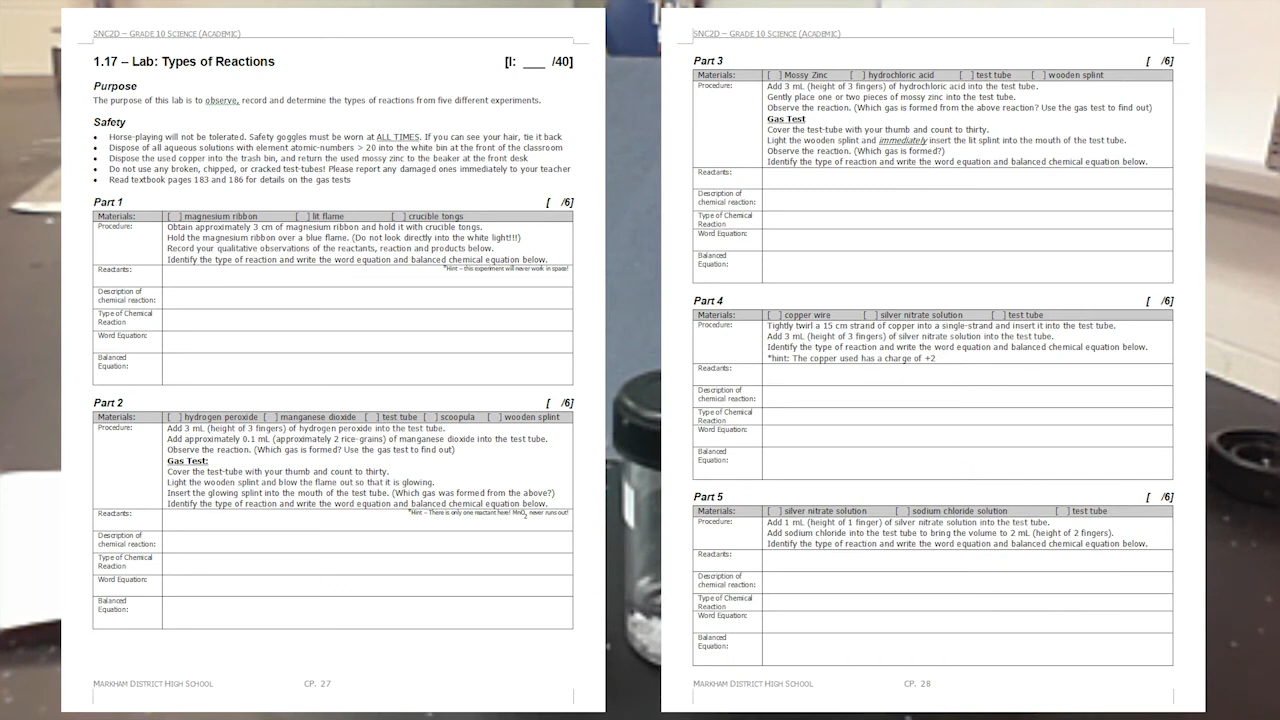 SNC2D – GRADE 10 SCIENCE (ACADEMIC)
1.17 – Lab: Types of Reactions [I: ___ /40]
Purpose
The purpose of this lab is to observe, record and determine the types of reactions from five different experiments.
Safety
• Horse-playing will not be tolerated. Safety goggles must be worn at ALL TIMES. If you can see your hair, tie it back
• Dispose of all aqueous solutions with element atomic-numbers > 20 into the white bin at the front of the classroom
• Dispose the used copper into the trash bin, and return the used mossy zinc to the beaker at the front desk
• Do not use any broken, chipped, or cracked test-tubes! Please report any damaged ones immediately to your teacher
• Read textbook pages 183 and 186 for details on the gas tests
Part 1 [ /6]
Materials: [ ] magnesium ribbon [ ] lit flame [ ] crucible tongs
Procedure: Obtain approximately 3 cm of magnesium ribbon and hold it with crucible tongs.
Hold the magnesium ribbon over a blue flame. (Do not look directly into the white light!!!)
Record your qualitative observations of the reactants, reaction and products below.
Identify the type of reaction and write the word equation and balanced chemical equation below.
Reactants: *Hint – this experiment will never work in space!
Description of
chemical reaction:
Type of Chemical
Reaction
Word Equation:
Balanced
Equation:
Part 2 [ /6]
Materials: [ ] hydrogen peroxide [ ] manganese dioxide [ ] test tube [ ] scoopula [ ] wooden splint
Procedure: Add 3 mL (height of 3 fingers) of hydrogen peroxide into the test tube.
Add approximately 0.1 mL (approximately 2 rice-grains) of manganese dioxide into the test tube.
Observe the reaction. (Which gas is formed? Use the gas test to find out)
Gas Test:
Cover the test-tube with your thumb and count to thirty.
Light the wooden splint and blow the flame out so that it is glowing.
Insert the glowing splint into the mouth of the test tube. (Which gas was formed from the above?)
Identify the type of reaction and write the word equation and balanced chemical equation below.
Reactants: *Hint – There is only one reactant here! MnO2 never runs out!
Description of
chemical reaction:
Type of Chemical
Reaction
Word Equation:
Balanced
Equation:
MARKHAM DISTRICT HIGH SCHOOL CP. 27
SNC2D – GRADE 10 SCIENCE (ACADEMIC)
Part 3 [ /6]
Materials: [ ] Mossy Zinc [ ] hydrochloric acid [ ] test tube [ ] wooden splint
Procedure: Add 3 mL (height of 3 fingers) of hydrochloric acid into the test tube.
Gently place one or two pieces of mossy zinc into the test tube.
Observe the reaction. (Which gas is formed from the above reaction? Use the gas test to find out)
Gas Test
Cover the test-tube with your thumb and count to thirty.
Light the wooden splint and immediately insert the lit splint into the mouth of the test tube.
Observe the reaction. (Which gas is formed?)
Identify the type of reaction and write the word equation and balanced chemical equation below.
Reactants:
Description of
chemical reaction:
Type of Chemical
Reaction
Word Equation:
Balanced
Equation:
Part 4 [ /6]
Materials: [ ] copper wire [ ] silver nitrate solution [ ] test tube
Procedure: Tightly twirl a 15 cm strand of copper into a single-strand and insert it into the test tube.
Add 3 mL (height of 3 fingers) of silver nitrate solution into the test tube.
Identify the type of reaction and write the word equation and balanced chemical equation below.
*hint: The copper used has a charge of +2
Reactants:
Description of
chemical reaction:
Type of Chemical
Reaction
Word Equation:
Balanced
Equation:
Part 5 [ /6]
Materials: [ ] silver nitrate solution [ ] sodium chloride solution [ ] test tube
Procedure: Add 1 mL (height of 1 finger) of silver nitrate solution into the test tube.
Add sodium chloride into the test tube to bring the volume to 2 mL (height of 2 fingers).
Identify the type of reaction and write the word equation and balanced chemical equation below.
Reactants:
Description of
chemical reaction:
Type of Chemical
Reaction
Word Equation:
Balanced
Equation:
MARKHAM DISTRICT HIGH SCHOOL CP. 28